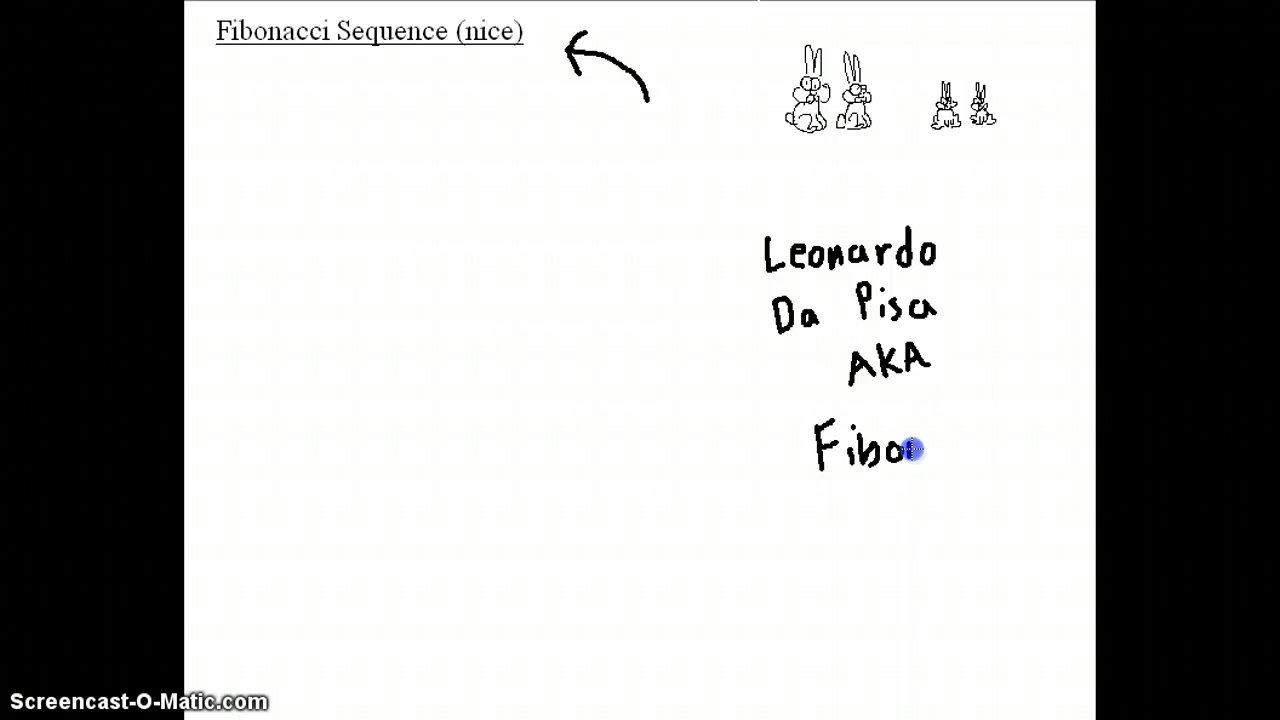 Fibonacci Sequence (nice)
Leonardo
Da Pisa
AKA
Fibo
Screencast-O-Matic.com